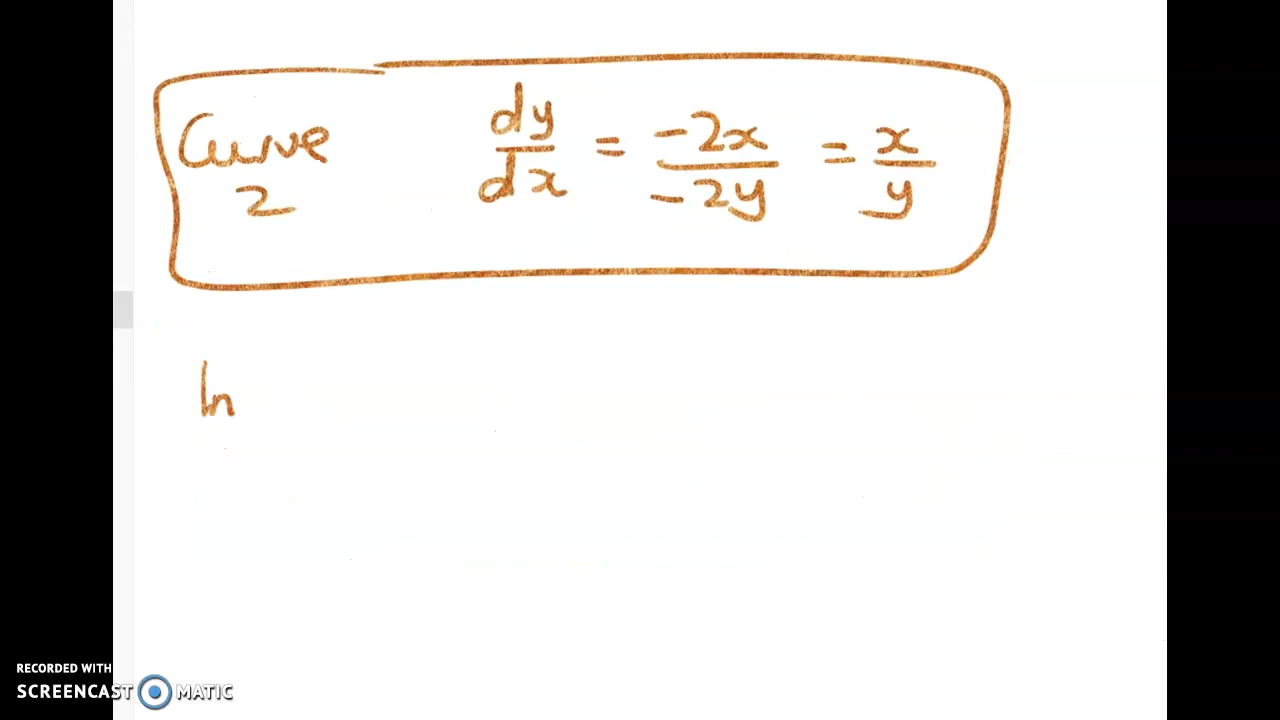 Curve 2 dy/dx = -2x/-2y = x/y
In
RECORDED WITH
SCREENCAST MATIC